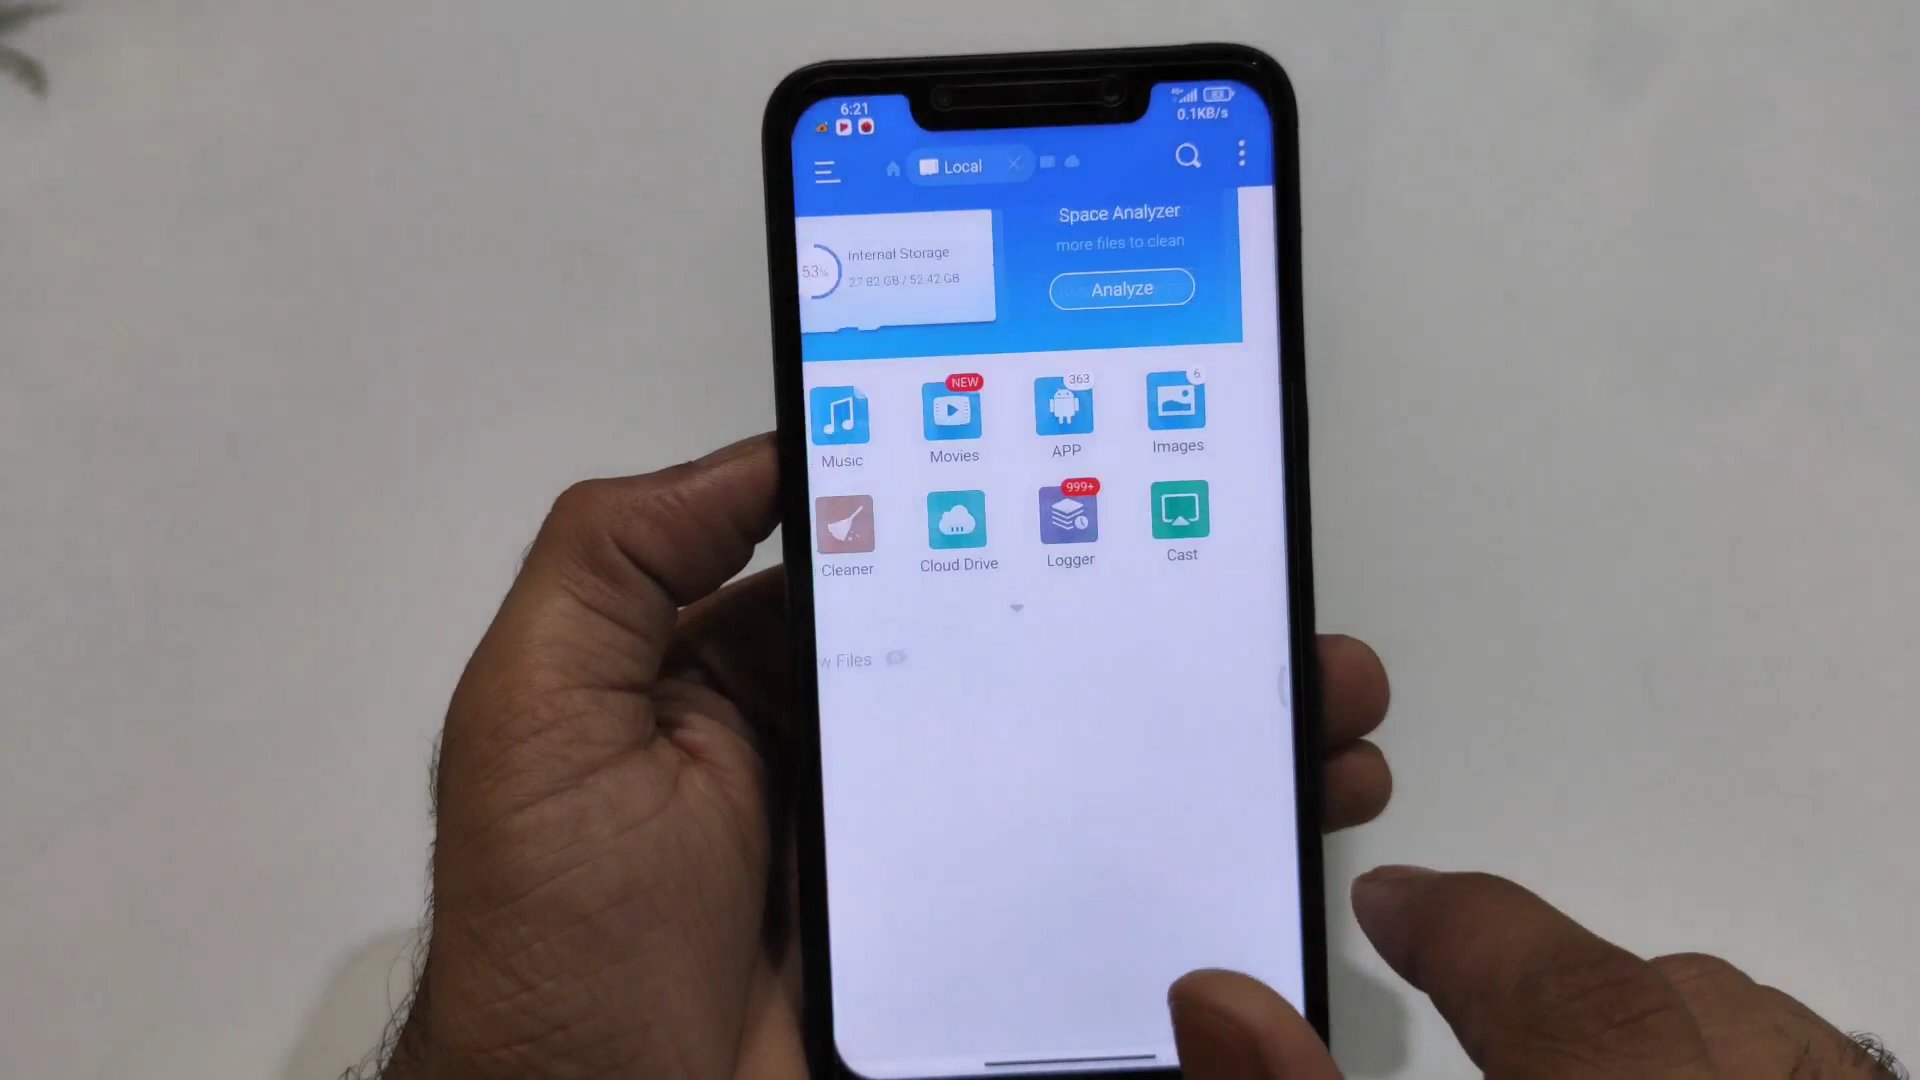 6:21
83
0.1KB/s
Local
Space Analyzer
more files to clean
Analyze
53%
Internal Storage
27.82 GB / 52.42 GB
NEW
363
6
Music
Movies
APP
Images
999+
Cleaner
Cloud Drive
Logger
Cast
w Files